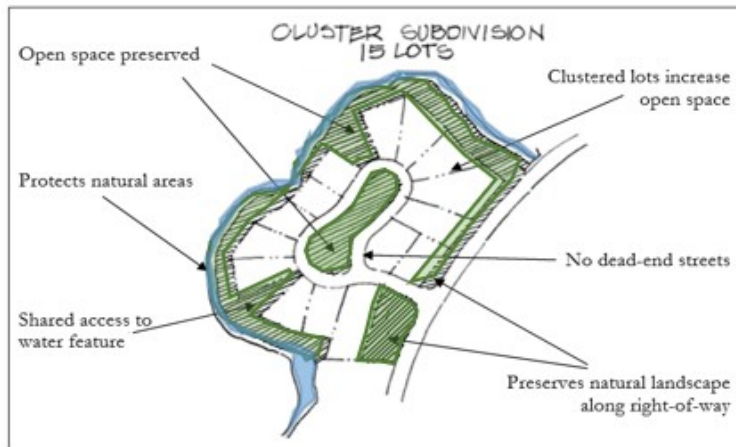 CLUSTER SUBDIVISION
15 LOTS
Open space preserved
Clustered lots increase
open space
Protects natural areas
No dead-end streets
Shared access to
water feature
Preserves natural landscape
along right-of-way